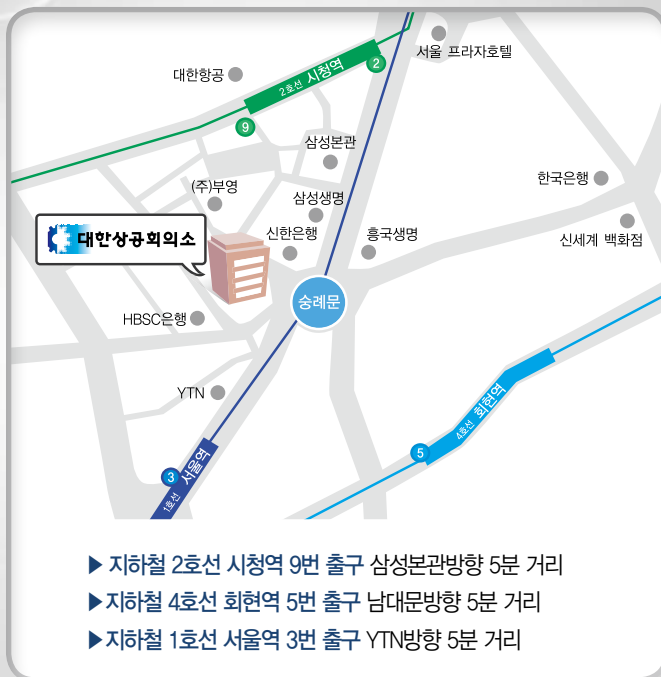 서울 프라자호텔
대한항공
2호선 시청역
2
9
삼성본관
한국은행
(주)부영
삼성생명
신세계 백화점
대한상공회의소
신한은행
흥국생명
숭례문
HBSC은행
YTN
4호선 회현역
5
3
1호선 서울역
▶ 지하철 2호선 시청역 9번 출구 삼성본관방향 5분 거리
▶지하철 4호선 회현역 5번 출구 남대문방향 5분 거리
▶지하철 1호선 서울역 3번 출구 YTN방향 5분 거리